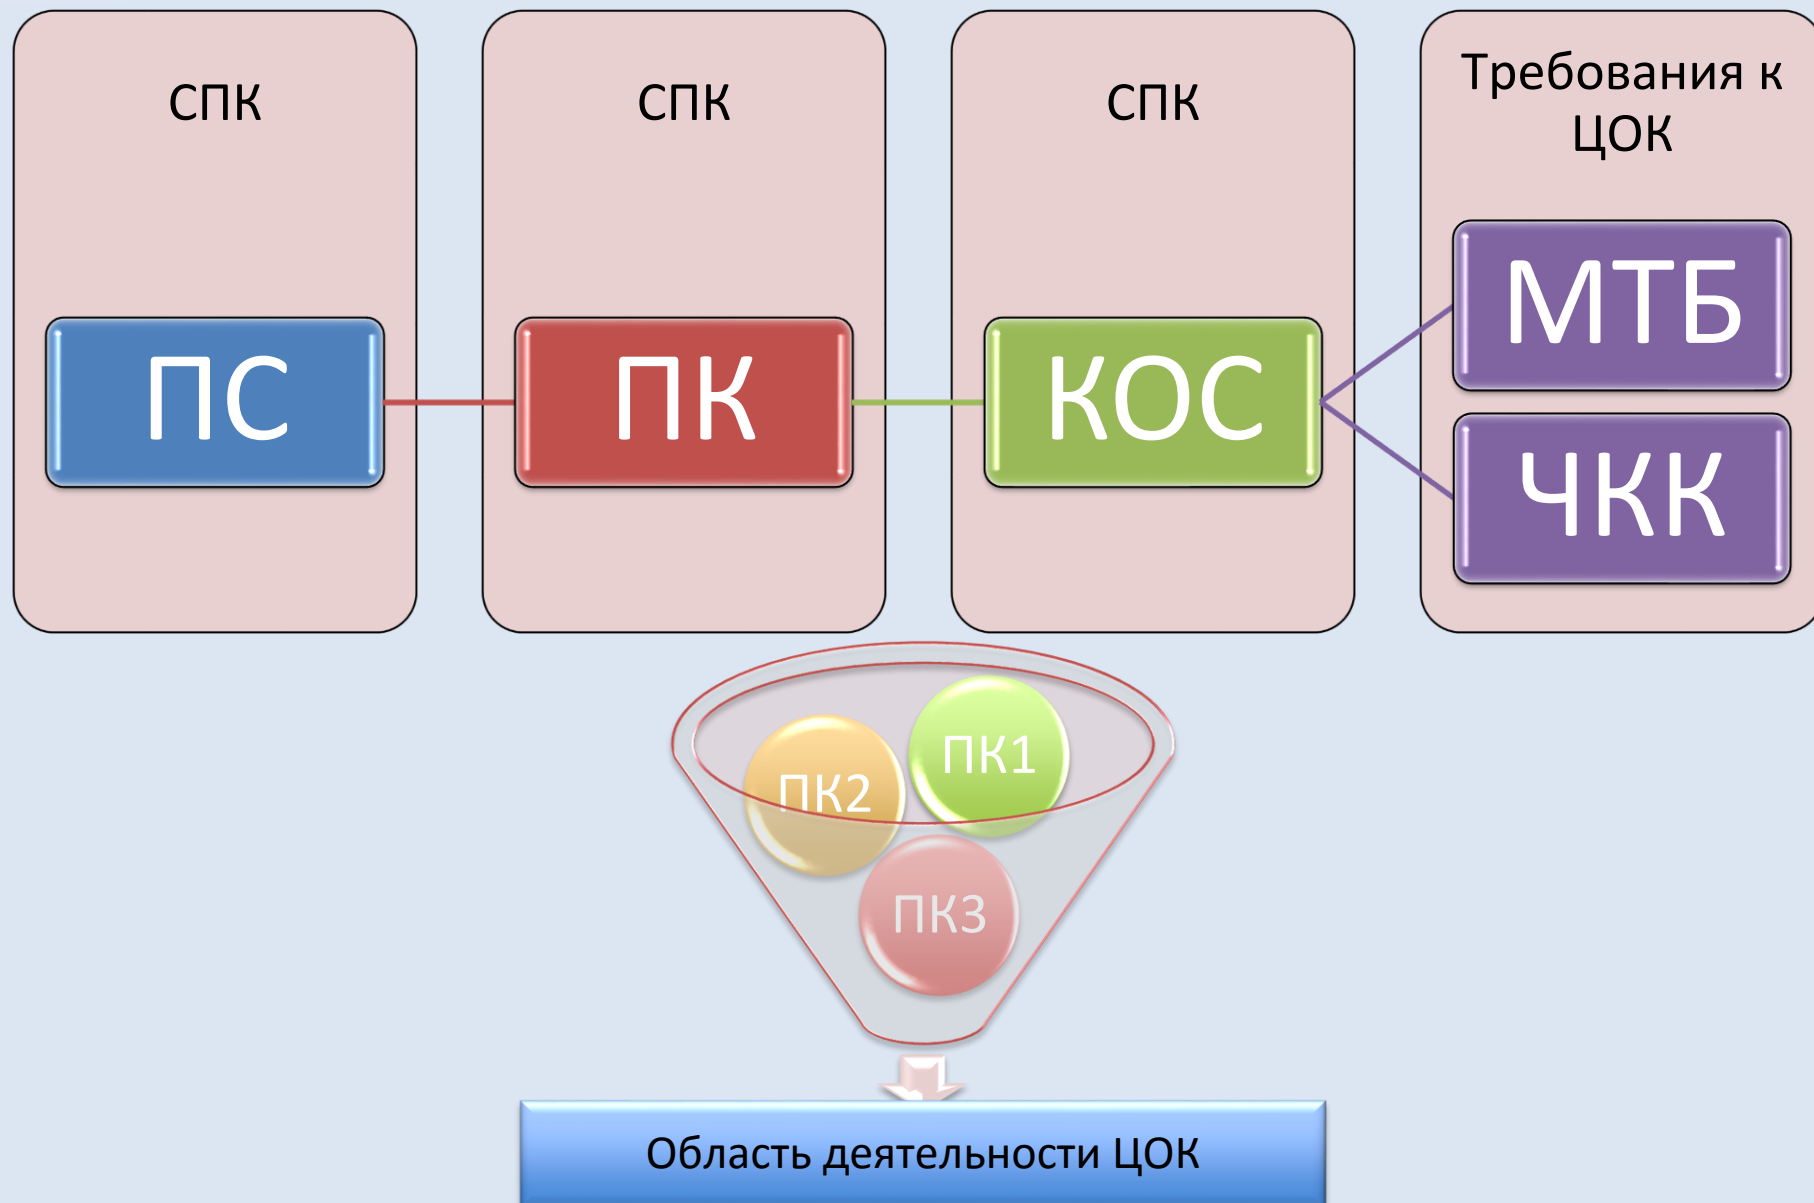 СПК
СПК
СПК
Требования к
ЦОК
ПС
ПК
КОС
МТБ
ЧКК
ПК1
ПК2
ПК3
Область деятельности ЦОК